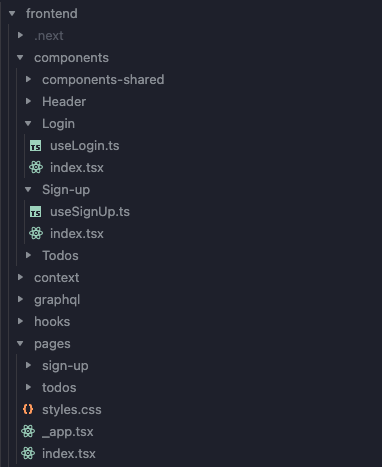 frontend
.next
components
components-shared
Header
Login
TS useLogin.ts
index.tsx
Sign-up
TS useSignUp.ts
index.tsx
Todos
context
graphql
hooks
pages
sign-up
todos
{} styles.css
_app.tsx
index.tsx